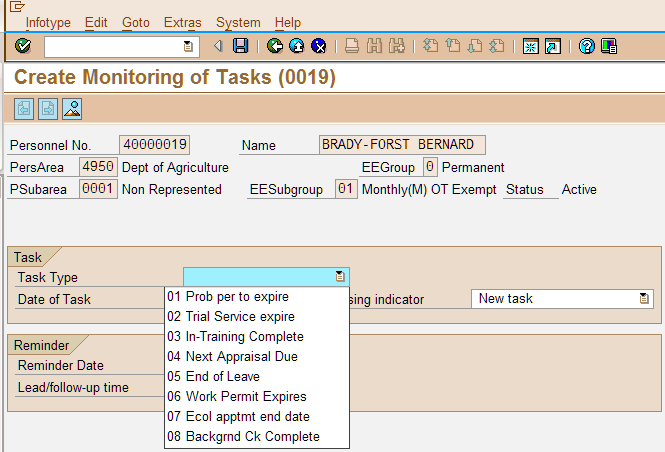 Infotype Edit Goto Extras System Help
Create Monitoring of Tasks (0019)
Personnel No. 40000019 Name BRADY-FORST BERNARD
PersArea 4950 Dept of Agriculture EEGroup 0 Permanent
PSubarea 0001 Non Represented EESubgroup 01 Monthly(M) OT Exempt Status Active
Task
Task Type
Date of Task sing indicator New task
01 Prob per to expire
02 Trial Service expire
03 In-Training Complete
04 Next Appraisal Due
05 End of Leave
06 Work Permit Expires
07 Ecol apptmt end date
08 Backgrnd Ck Complete
Reminder
Reminder Date
Lead/follow-up time